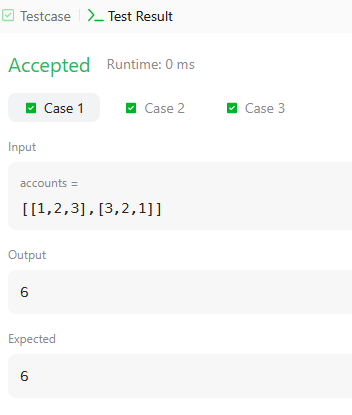 Testcase Test Result
Accepted Runtime: 0 ms
Case 1 Case 2 Case 3
Input
accounts =
[[1,2,3],[3,2,1]]
Output
6
Expected
6